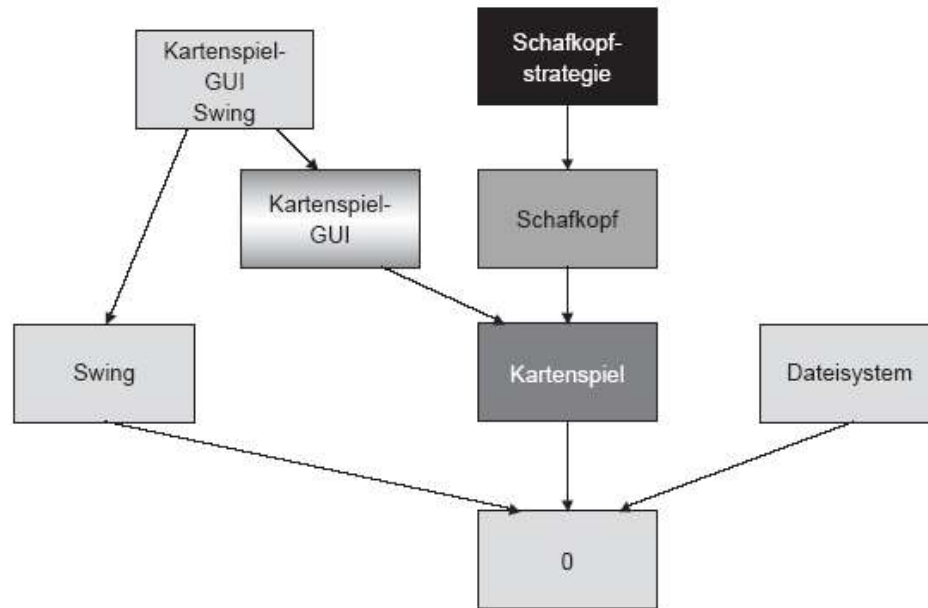 Kartenspiel-
GUI
Swing
Schafkopf-
strategie
Kartenspiel-
GUI
Schafkopf
Swing
Kartenspiel
Dateisystem
0